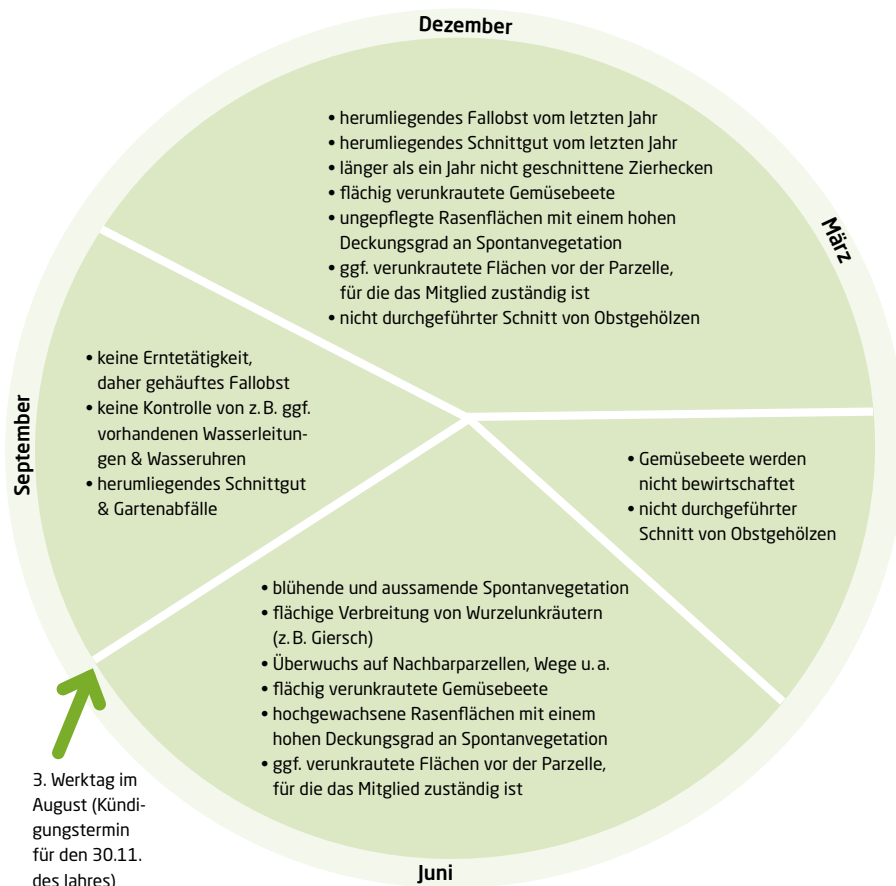 Dezember
• herumliegendes Fallobst vom letzten Jahr
• herumliegendes Schnittgut vom letzten Jahr
• länger als ein Jahr nicht geschnittene Zierhecken
• flächig verunkrautete Gemüsebeete
• ungepflegte Rasenflächen mit einem hohen
Deckungsgrad an Spontanvegetation
• ggf. verunkrautete Flächen vor der Parzelle,
für die das Mitglied zuständig ist
• nicht durchgeführter Schnitt von Obstgehölzen
März
• Gemüsebeete werden
nicht bewirtschaftet
• nicht durchgeführter
Schnitt von Obstgehölzen
• blühende und aussamende Spontanvegetation
• flächige Verbreitung von Wurzelunkräutern
(z. B. Giersch)
• Überwuchs auf Nachbarparzellen, Wege u. a.
• flächig verunkrautete Gemüsebeete
• hochgewachsene Rasenflächen mit einem
hohen Deckungsgrad an Spontanvegetation
• ggf. verunkrautete Flächen vor der Parzelle,
für die das Mitglied zuständig ist
Juni
3. Werktag im
August (Kündi-
gungstermin
für den 30.11.
des Jahres)
September
• keine Erntetätigkeit,
daher gehäuftes Fallobst
• keine Kontrolle von z. B. ggf.
vorhandenen Wasserleitun-
gen & Wasseruhren
• herumliegendes Schnittgut
& Gartenabfälle